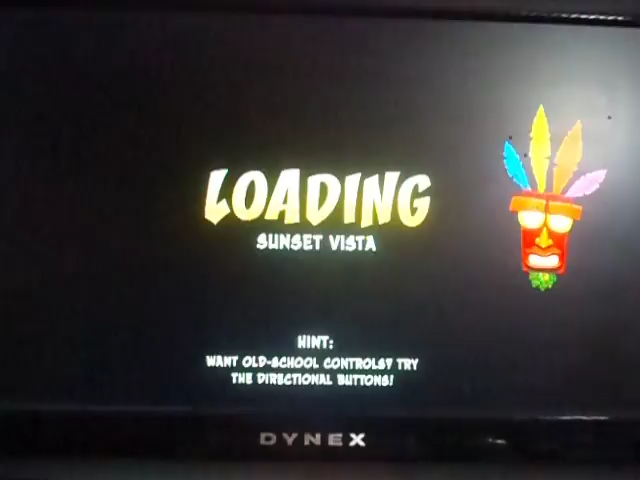 LOADING
SUNSET VISTA
HINT:
WANT OLD-SCHOOL CONTROLS? TRY
THE DIRECTIONAL BUTTONS!
DYNEX